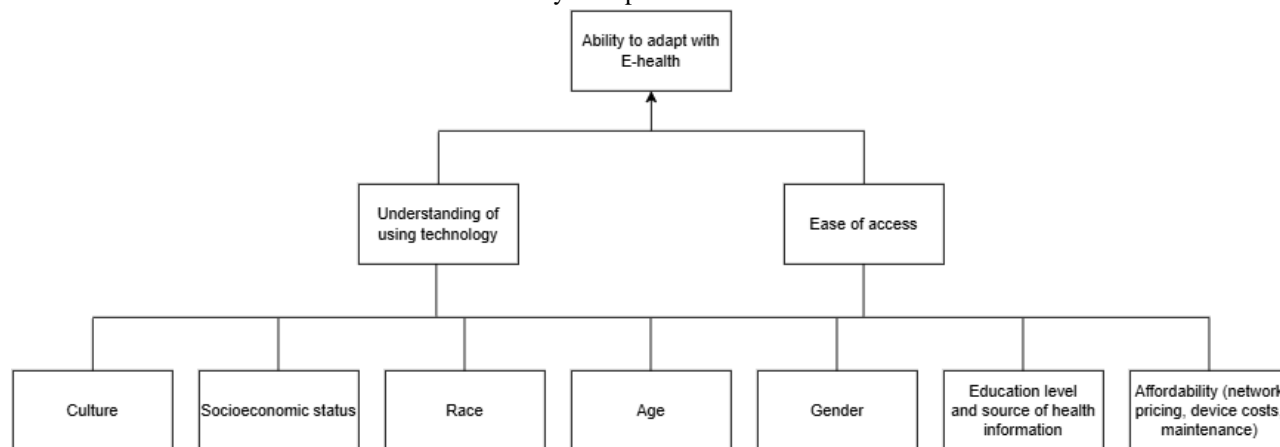 Ability to adapt with
E-health
Understanding of
using technology
Ease of access
Culture
Socioeconomic status
Race
Age
Gender
Education level
and source of health
information
Affordability (network
pricing, device costs
maintenance)